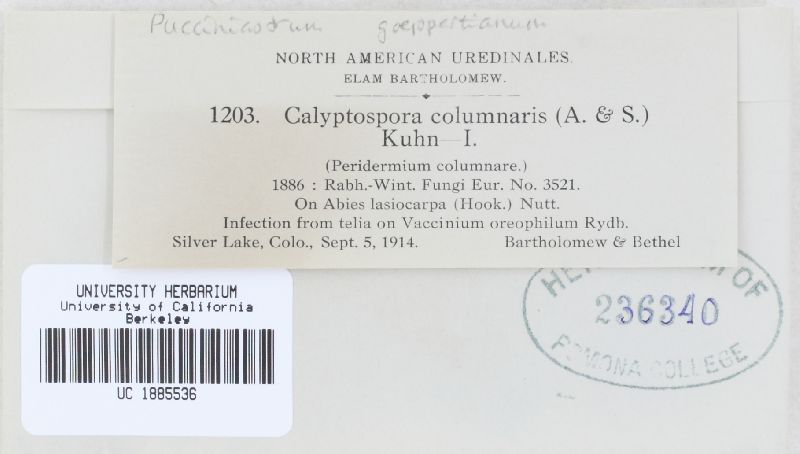 Pucciniastrum goeppertianum
NORTH AMERICAN UREDINALES.
ELAM BARTHOLOMEW.
1203. Calyptospora columnaris (A. & S.)
Kuhn—I.
(Peridermium columnare.)
1886 : Rabh.-Wint. Fungi Eur. No. 3521.
On Abies lasiocarpa (Hook.) Nutt.
Infection from telia on Vaccinium oreophilum Rydb.
Silver Lake, Colo., Sept. 5, 1914. Bartholomew & Bethel
UNIVERSITY HERBARIUM
University of California
Berkeley
UC 1885536
OF
236340
POMONA COLLEGE